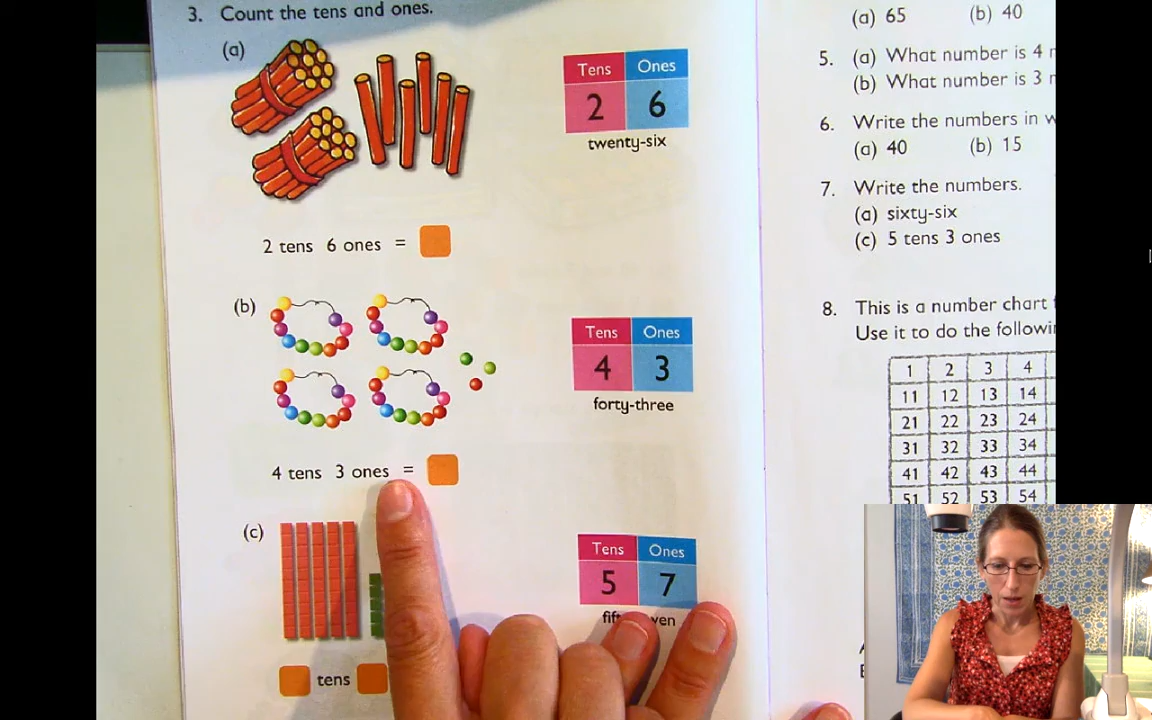 3. Count the tens and ones.
(a)
Tens Ones
2 6
twenty-six
2 tens 6 ones =
(b)
Tens Ones
4 3
forty-three
4 tens 3 ones =
(c)
Tens Ones
5 7
tens
(a) 65 (b) 40
5. (a) What number is 4
(b) What number is 3
6. Write the numbers in
(a) 40 (b) 15
7. Write the numbers.
(a) sixty-six
(c) 5 tens 3 ones
8. This is a number chart
Use it to do the
1 2 3 4
11 12 13 14
21 22 23 24
31 32 33 34
41 42 43 44
51 52 53 54